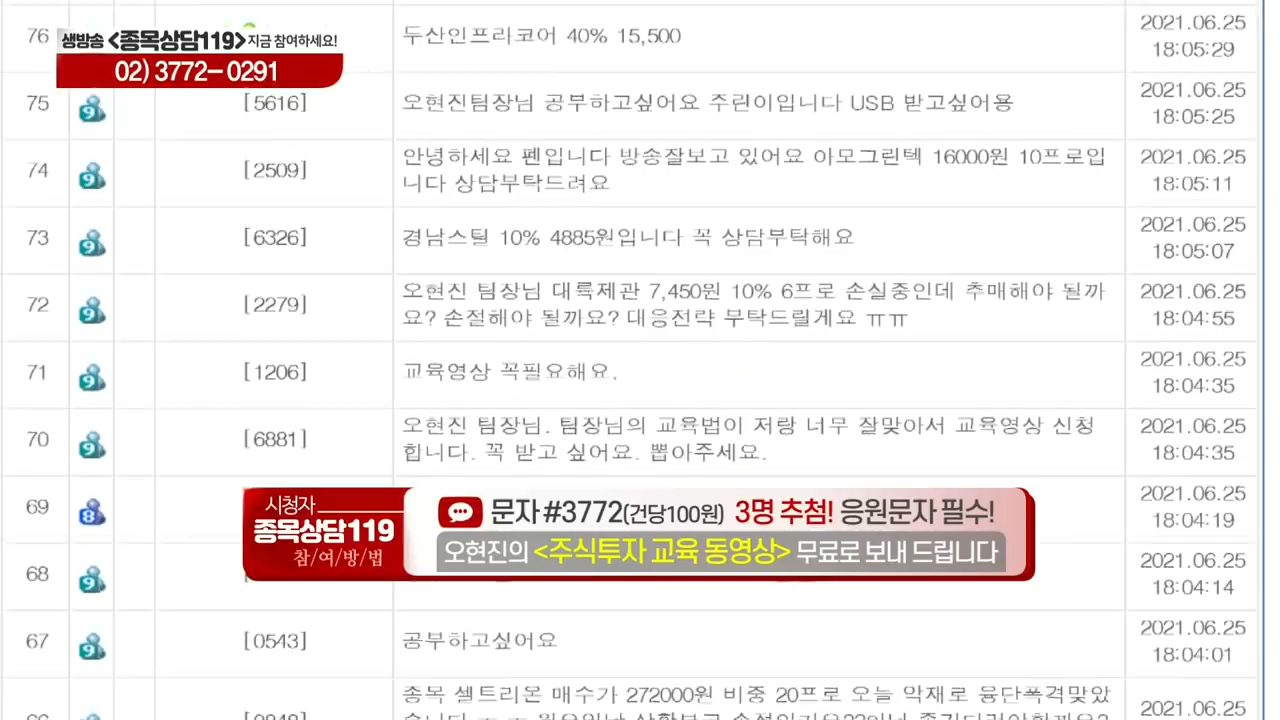 76
두산인프라코어 40% 15,500
2021.06.25
18:05:29
생방송 <종목상담119> 지금 참여하세요!
02) 3772-0291
75
[5616]
오현진팀장님 공부하고싶어요 주린이입니다 USB 받고싶어용
2021.06.25
18:05:25
74
[2509]
안녕하세요 펜입니다 방송잘보고 있어요 아모그린텍 16000원 10프로입
니다 상담부탁드려요
2021.06.25
18:05:11
73
[6326]
경남스틸 10% 4885원입니다 꼭 상담부탁해요
2021.06.25
18:05:07
72
[2279]
오현진 팀장님 대륙제관 7,450원 10% 6프로 손실중인데 추매해야 될까
요? 손절해야 될까요? 대응전략 부탁드릴게요 ㅠㅠ
2021.06.25
18:04:55
71
[1206]
교육영상 꼭필요해요.
2021.06.25
18:04:35
70
[6881]
오현진 팀장님. 팀장님의 교육법이 저랑 너무 잘맞아서 교육영상 신청
합니다. 꼭 받고 싶어요. 뽑아주세요.
2021.06.25
18:04:35
69
2021.06.25
18:04:19
시청자
종목상담119
참/여/방/법
문자 #3772(건당100원) 3명 추첨! 응원문자 필수!
오현진의 <주식투자 교육 동영상> 무료로 보내 드립니다
68
2021.06.25
18:04:14
67
[0543]
공부하고싶어요
2021.06.25
18:04:01
종목 셀트리온 매수가 272000원 비중 20프로 오늘 악재로 융단폭격맞았
2021.06.25